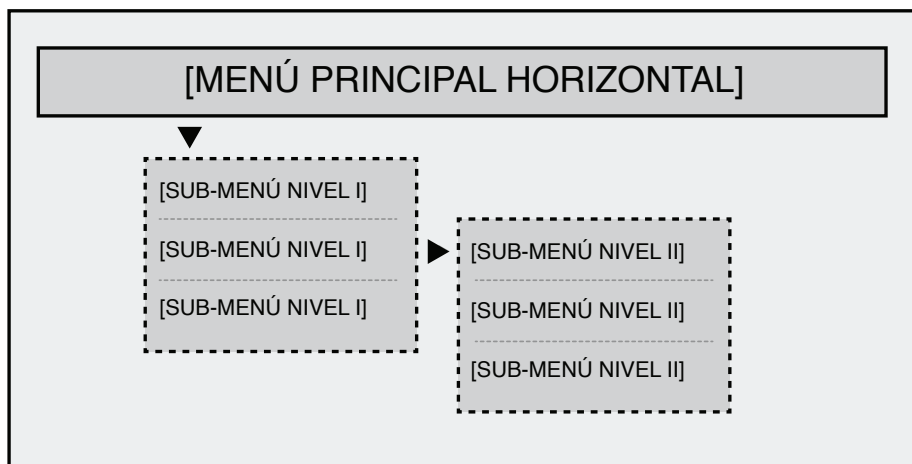 [MENÚ PRINCIPAL HORIZONTAL]
[SUB-MENÚ NIVEL I]
[SUB-MENÚ NIVEL I]
[SUB-MENÚ NIVEL I]
[SUB-MENÚ NIVEL II]
[SUB-MENÚ NIVEL II]
[SUB-MENÚ NIVEL II]